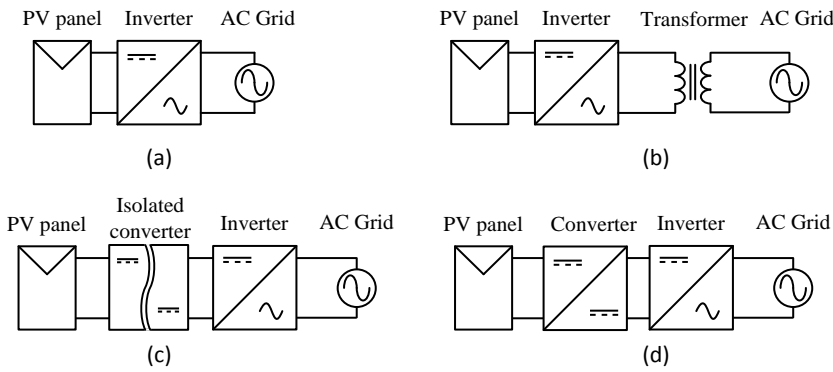 PV panel Inverter AC Grid
(a)
PV panel Inverter Transformer AC Grid
(b)
PV panel Isolated converter Inverter AC Grid
(c)
PV panel Converter Inverter AC Grid
(d)